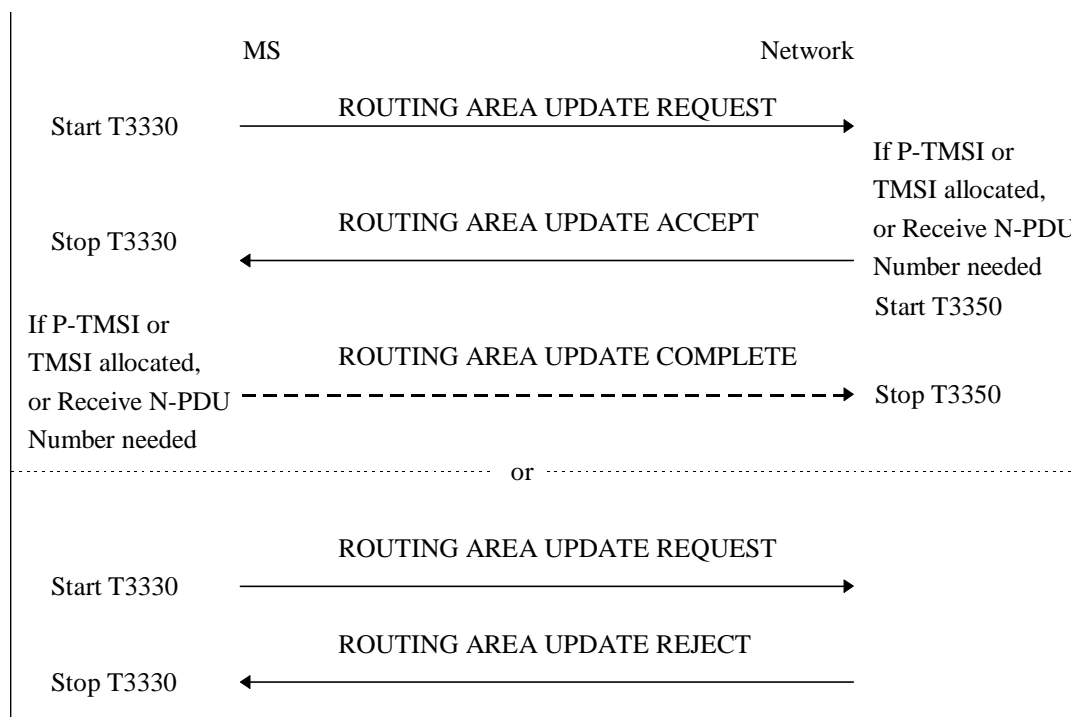 MS
Network
ROUTING AREA UPDATE REQUEST
Start T3330
If P-TMSI or
TMSI allocated,
or Receive N-PDU
Number needed
Start T3350
ROUTING AREA UPDATE ACCEPT
Stop T3330
If P-TMSI or
TMSI allocated,
or Receive N-PDU
Number needed
ROUTING AREA UPDATE COMPLETE
Stop T3350
or
ROUTING AREA UPDATE REQUEST
Start T3330
ROUTING AREA UPDATE REJECT
Stop T3330